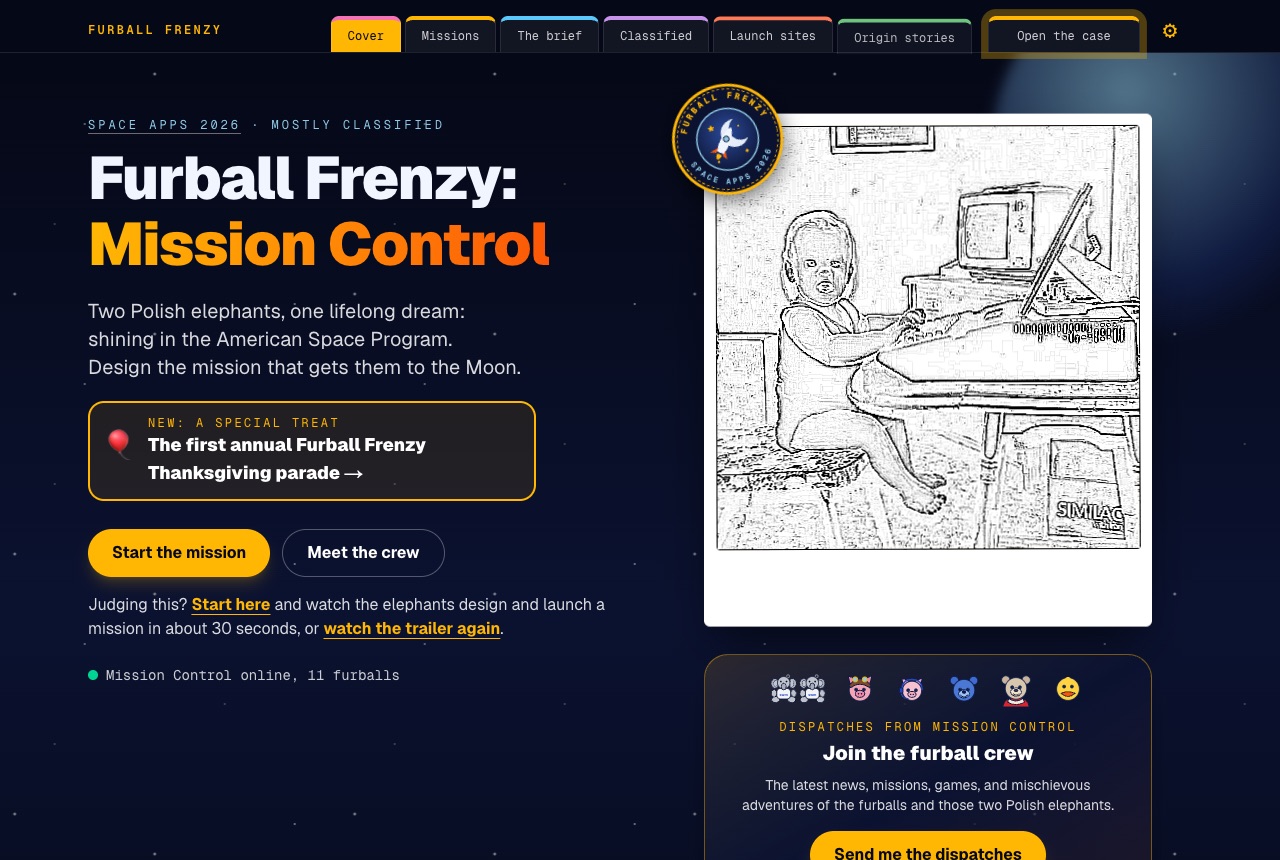 FURBALL FRENZY
Cover
Missions
The brief
Classified
Launch sites
Origin stories
Open the case
SPACE APPS 2026 · MOSTLY CLASSIFIED
Furball Frenzy:
Mission Control
Two Polish elephants, one lifelong dream:
shining in the American Space Program.
Design the mission that gets them to the Moon.
NEW: A SPECIAL TREAT
The first annual Furball Frenzy
Thanksgiving parade →
Start the mission
Meet the crew
Judging this? Start here and watch the elephants design and launch a
mission in about 30 seconds, or watch the trailer again.
Mission Control online, 11 furballs
FURBALL FRENZY
SPACE APPS 2026
SIMILAC
DISPATCHES FROM MISSION CONTROL
Join the furball crew
The latest news, missions, games, and mischievous
adventures of the furballs and those two Polish elephants.
Send me the dispatches